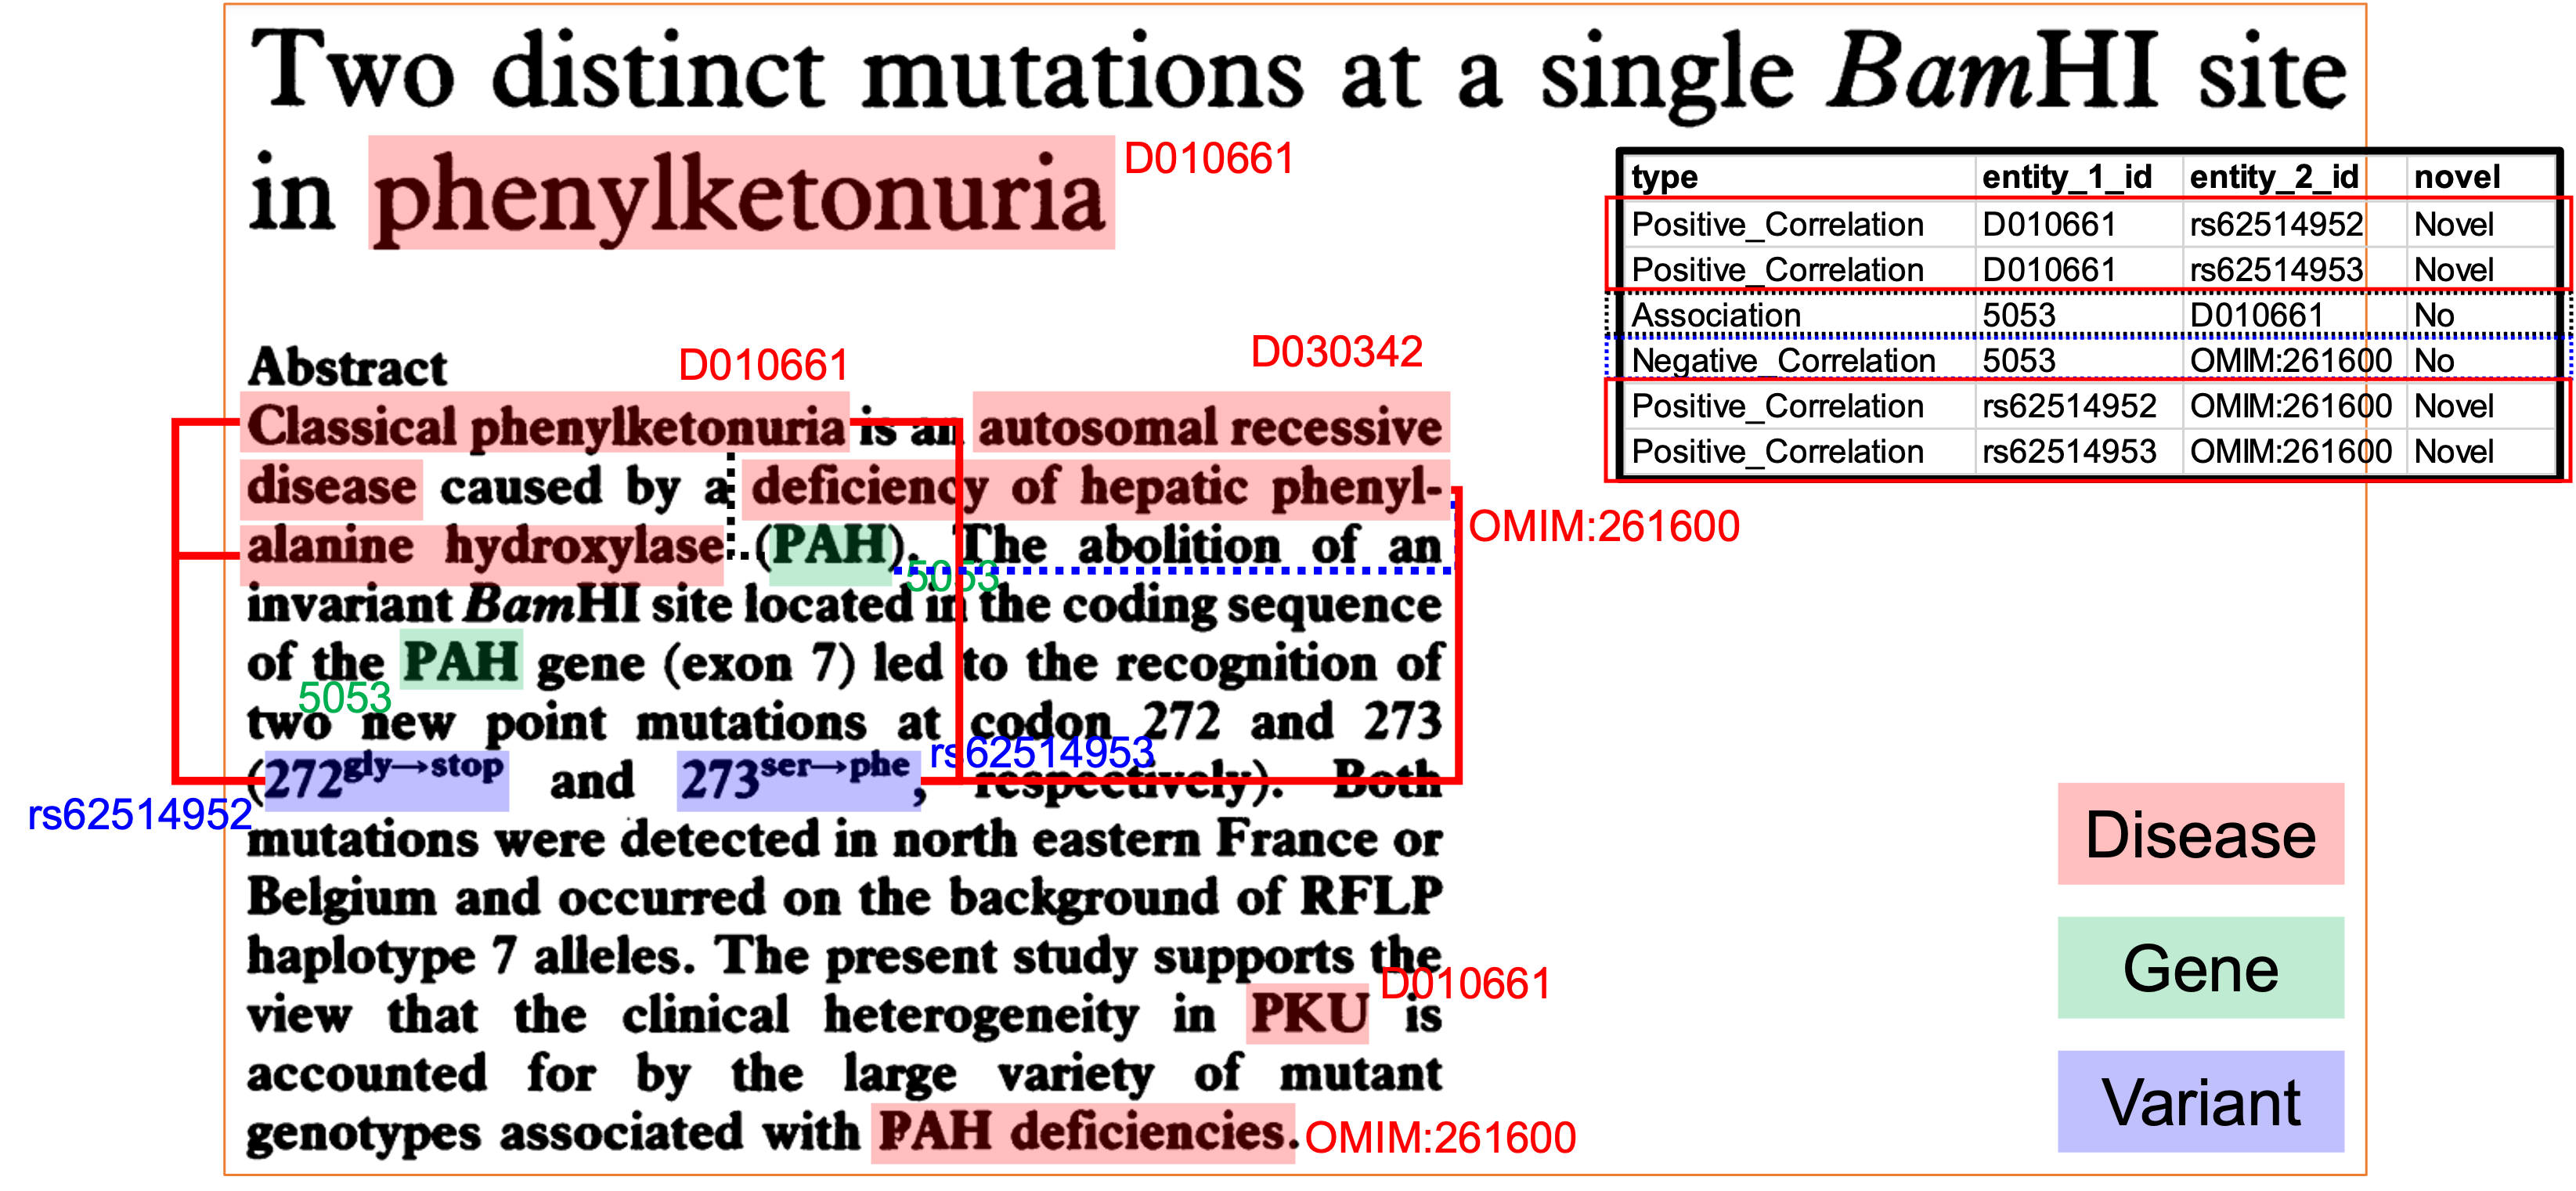 Two distinct mutations at a single BamHI site
in phenylketonuria D010661
type entity_1_id entity_2_id novel
Positive_Correlation D010661 rs62514952 Novel
Positive_Correlation D010661 rs62514953 Novel
Association 5053 D010661 No
Negative_Correlation 5053 OMIM:261600 No
Positive_Correlation rs62514952 OMIM:261600 Novel
Positive_Correlation rs62514953 OMIM:261600 Novel
Abstract
D010661
D030342
Classical phenylketonuria is an autosomal recessive
disease caused by a deficiency of hepatic phenyl-
alanine hydroxylase (PAH). The abolition of an
OMIM:261600
5053
invariant BamHI site located in the coding sequence
of the PAH gene (exon 7) led to the recognition of
5053
two new point mutations at codon 272 and 273
(272gly→stop and 273ser→phe, respectively). Both
rs62514953
rs62514952
mutations were detected in north eastern France or
Belgium and occurred on the background of RFLP
haplotype 7 alleles. The present study supports the
view that the clinical heterogeneity in PKU is
D010661
accounted for by the large variety of mutant
genotypes associated with PAH deficiencies.
OMIM:261600
Disease
Gene
Variant